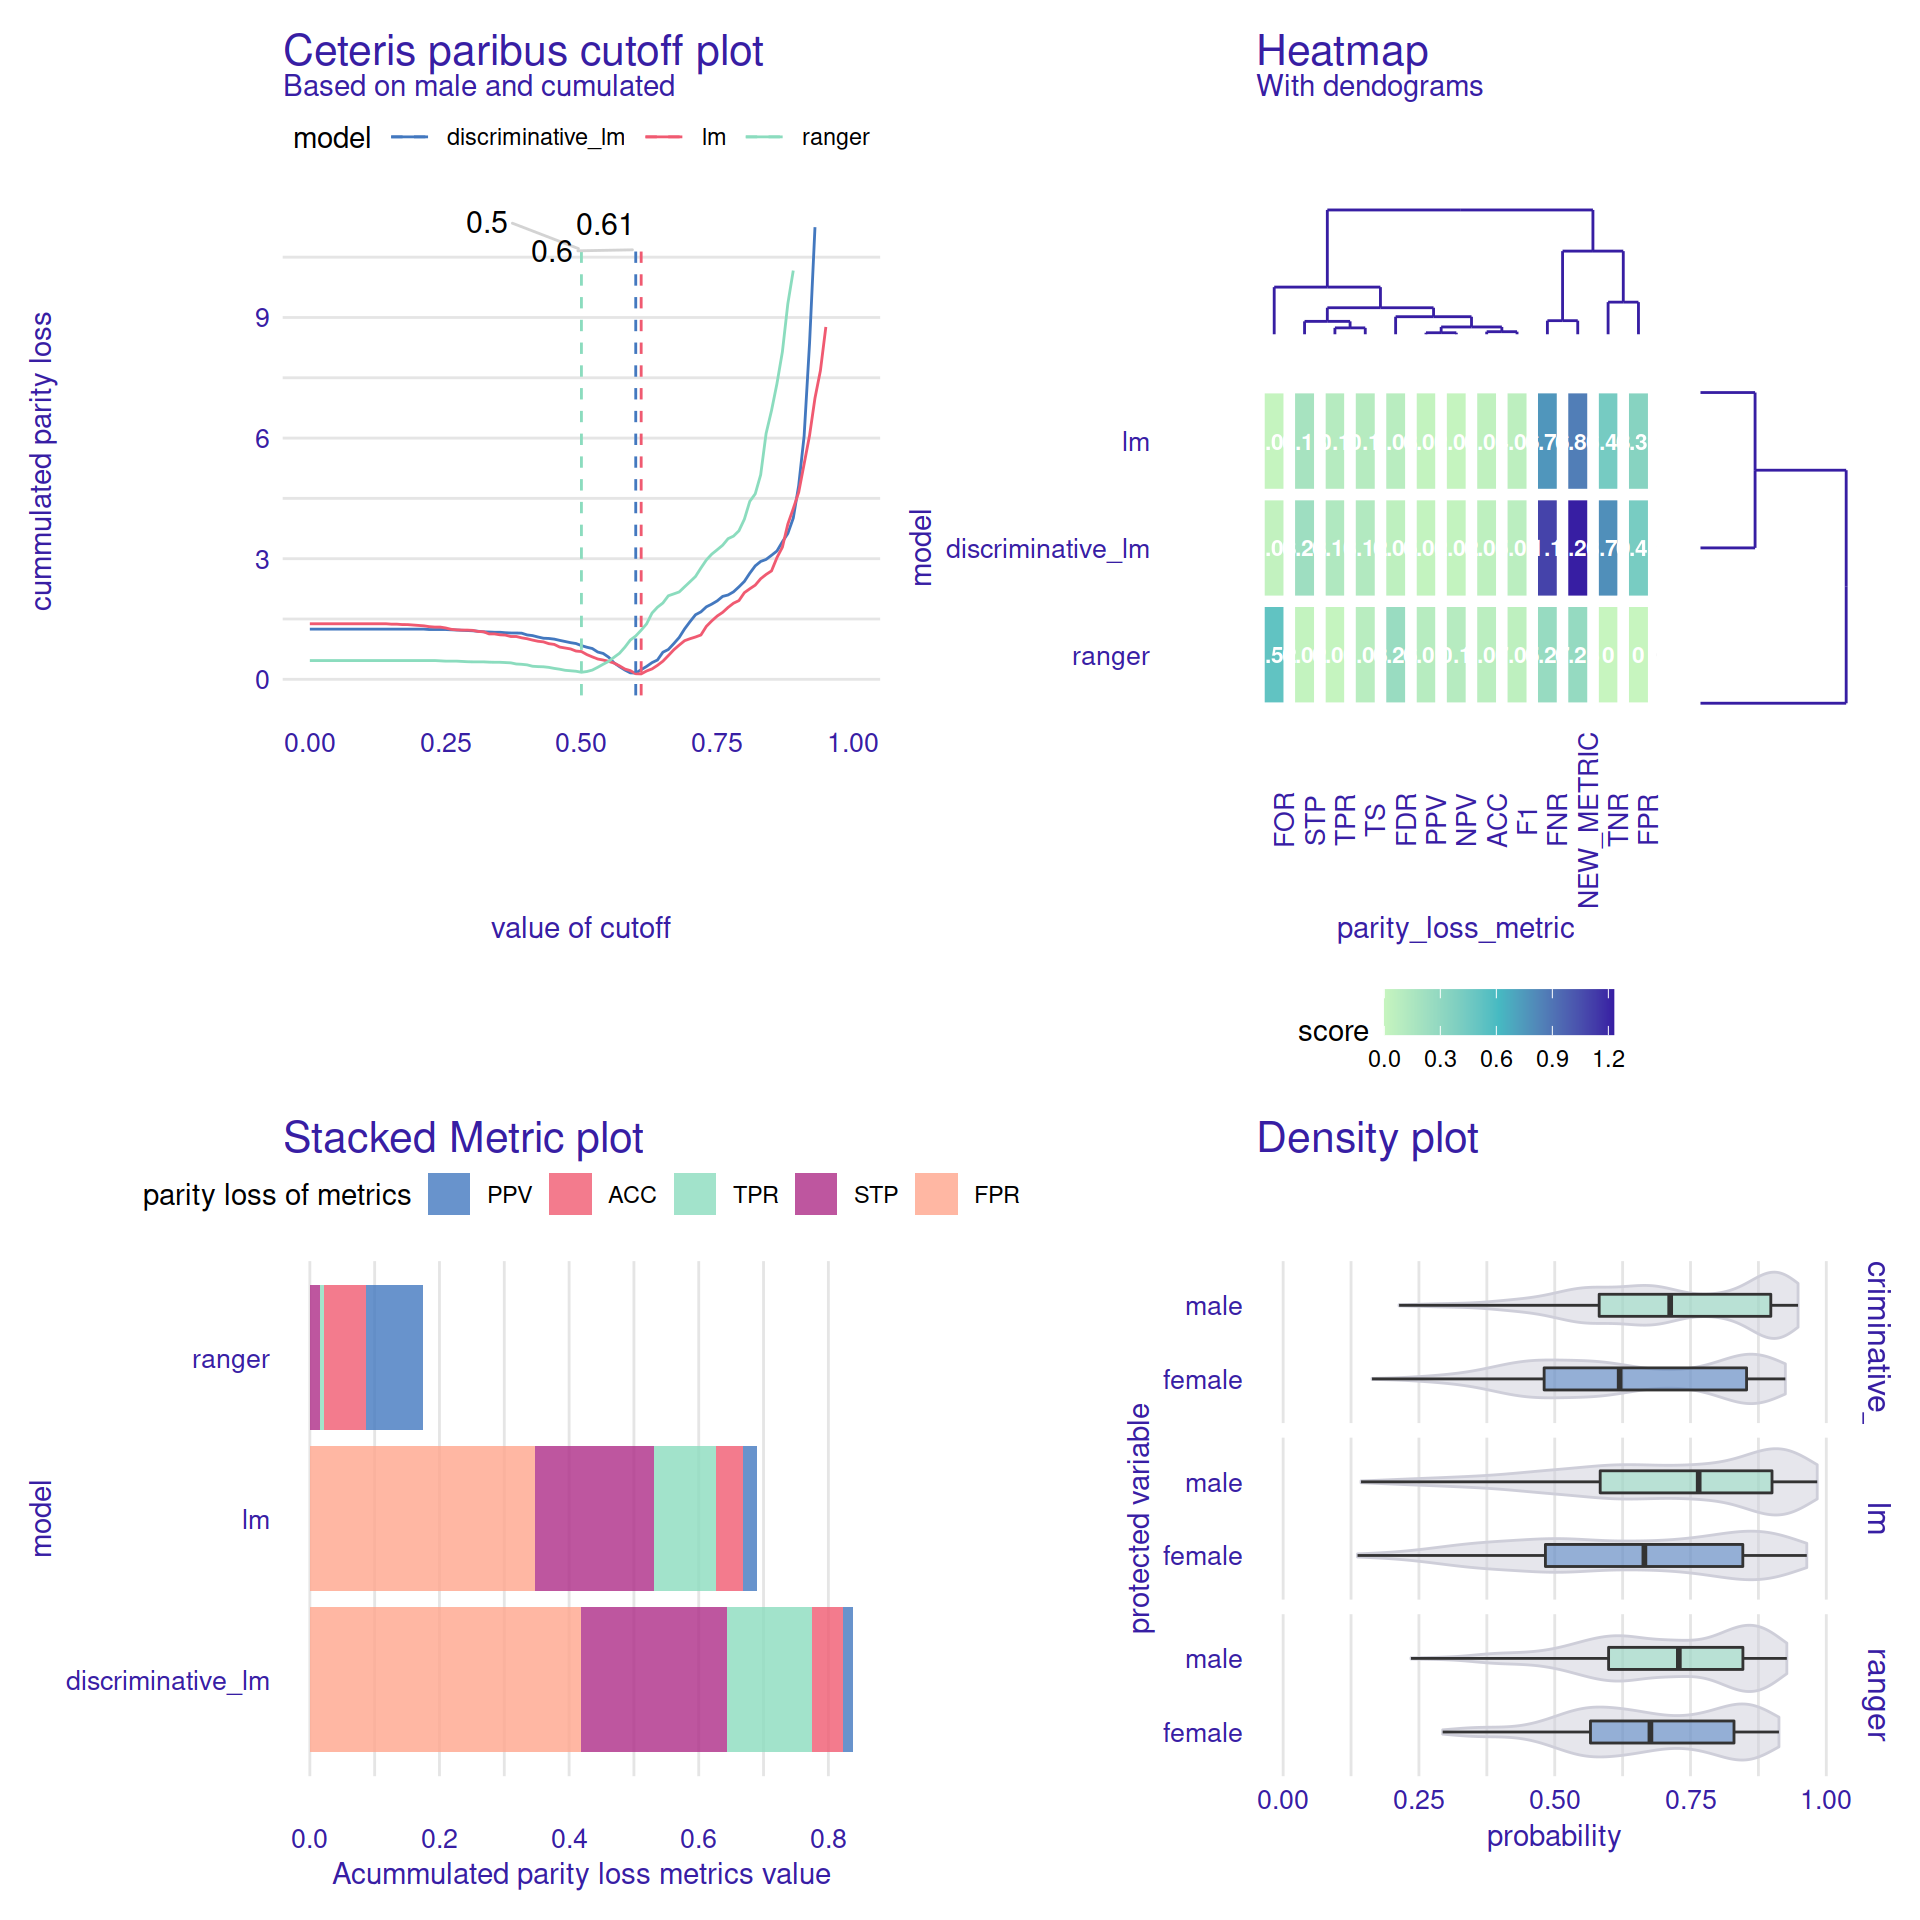 Ceteris paribus cutoff plot
Based on male and cumulated
model discriminative_lm lm ranger
0.5
0.61
0.6
cummulated parity loss
9
6
3
0
0.00 0.25 0.50 0.75 1.00
value of cutoff
Heatmap
With dendograms
model
lm
discriminative_lm
ranger
0 0
FOR STP TPR TS FDR PPV NPV ACC F1 FNR NEW_METRIC TNR FPR
parity_loss_metric
score
0.0 0.3 0.6 0.9 1.2
Stacked Metric plot
parity loss of metrics PPV ACC TPR STP FPR
model
ranger
lm
discriminative_lm
0.0 0.2 0.4 0.6 0.8
Acummulated parity loss metrics value
Density plot
protected variable
male
female
criminative_
male
female
lm
male
female
ranger
0.00 0.25 0.50 0.75 1.00
probability